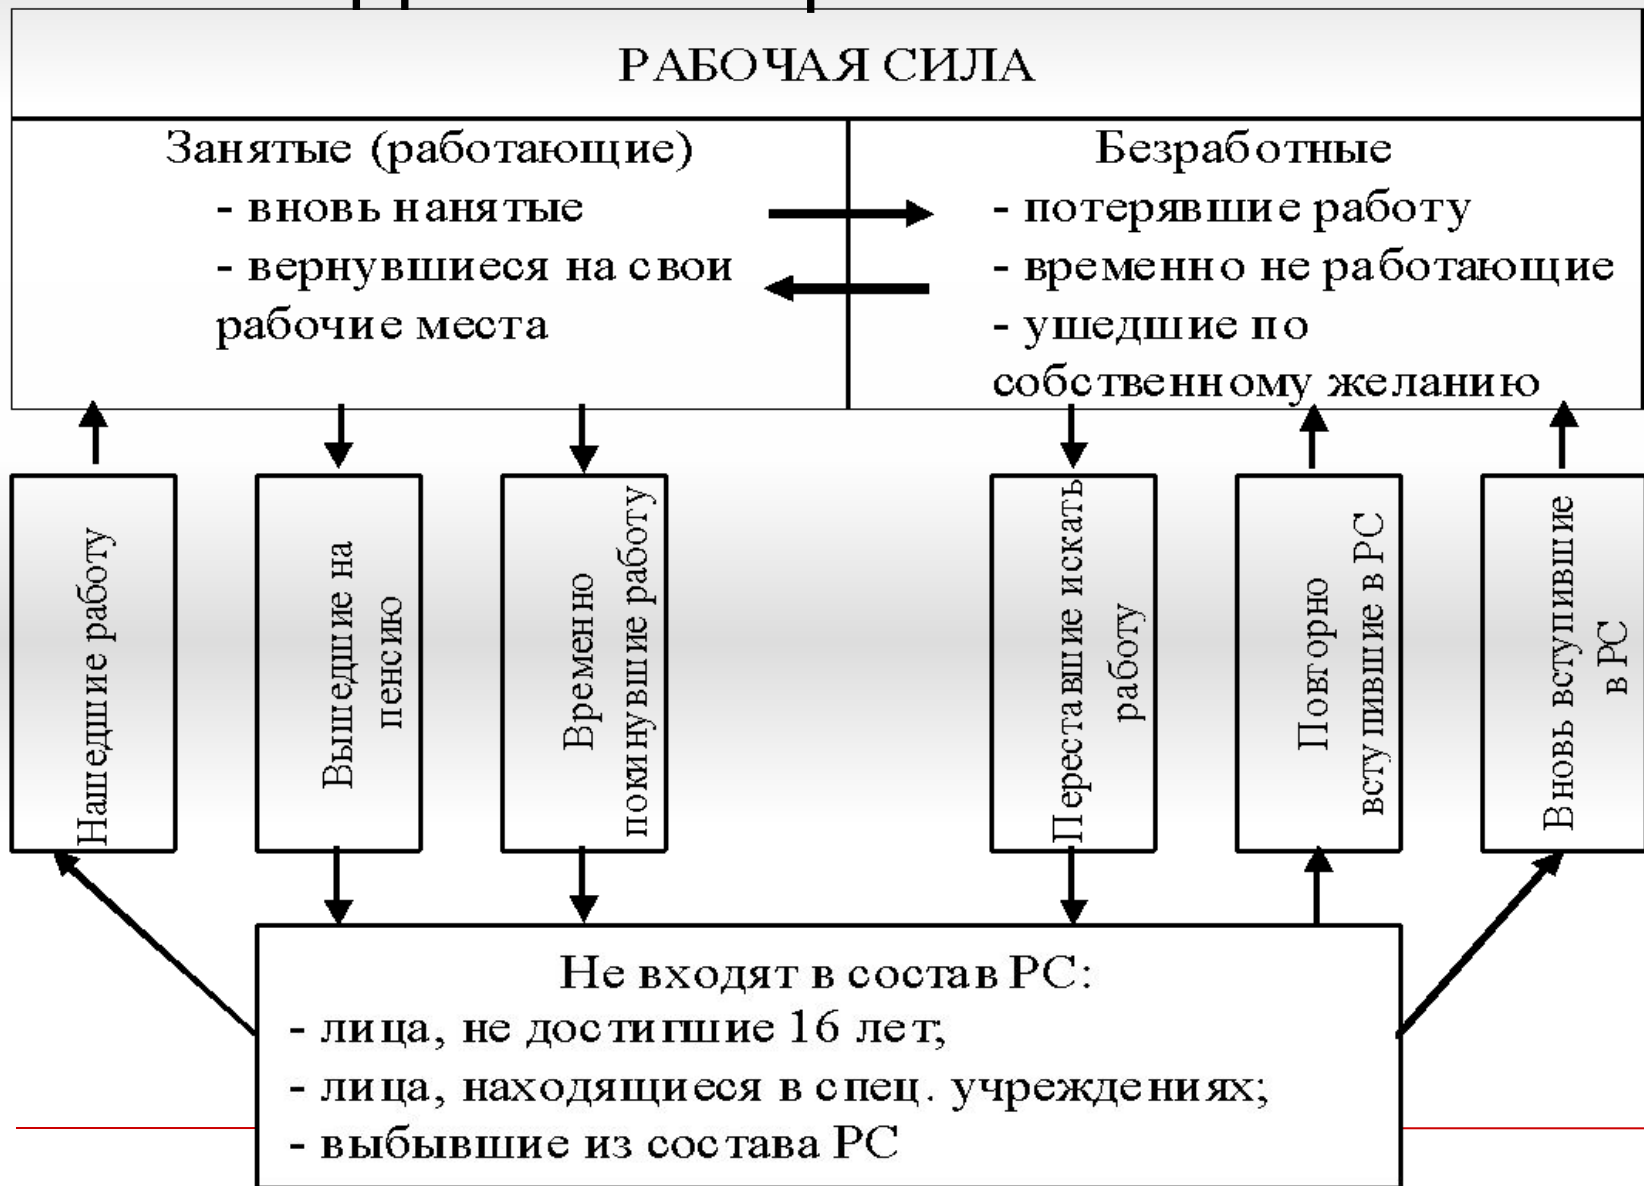 РАБОЧАЯ СИЛА
Занятые (работающие)
- вновь нанятые
- вернувшиеся на свои
рабочие места
Безработные
- потерявшие работу
- временно не работающие
- ушедшие по
собственному желанию
Нашедшие работу
Вышедшие на
пенсию
Временно
покинувшие работу
Переставшие искать
работу
Повторно
вступившие в РС
Вновь вступившие
в РС
Не входят в состав РС:
- лица, не достигшие 16 лет;
- лица, находящиеся в спец. учреждениях;
- выбывшие из состава РС